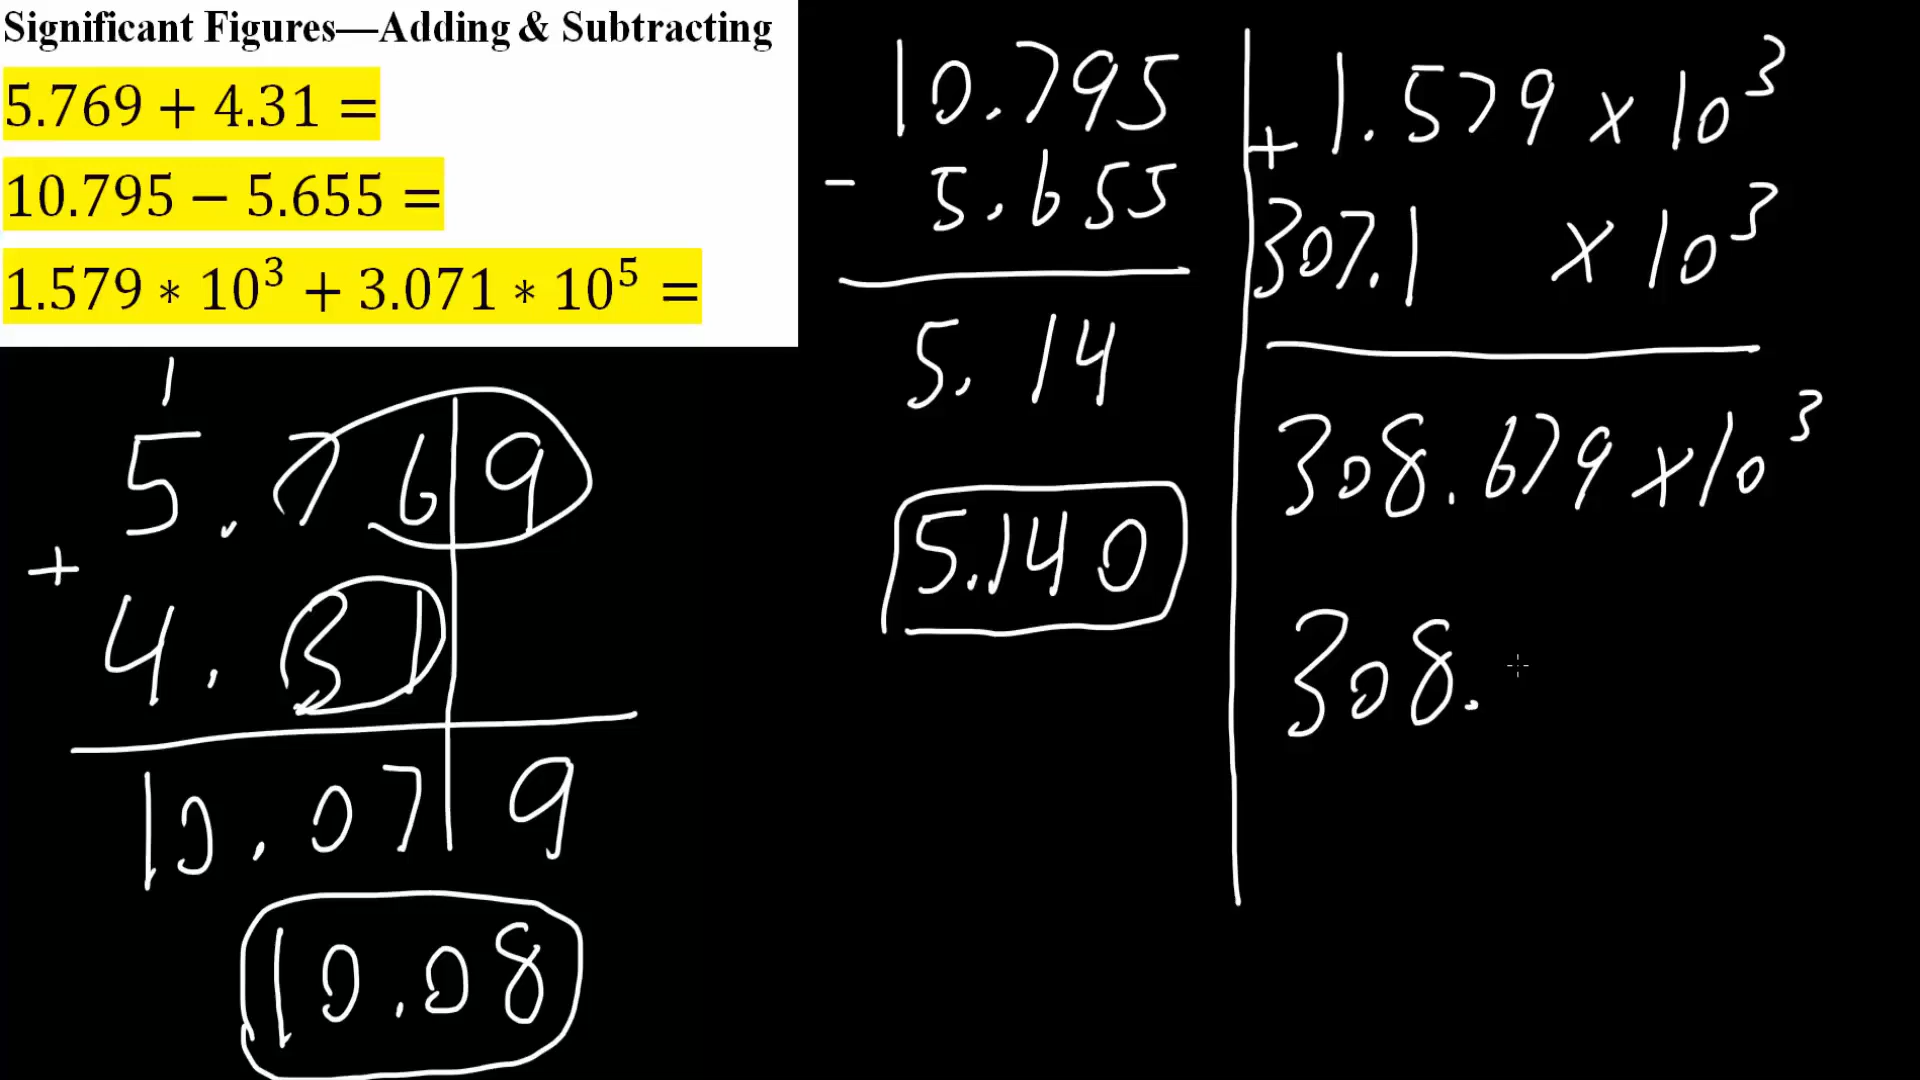 Significant Figures—Adding & Subtracting
5.769 + 4.31 =
10.795 − 5.655 =
1.579 ∗ 10³ + 3.071 ∗ 10⁵ =
1
5.769
+
4.31
10.079
10.08
10.795
- 5.655
5.14
5.140
+ 1.579 x 10³
307.1 x 10³
308.679 x 10³
308.